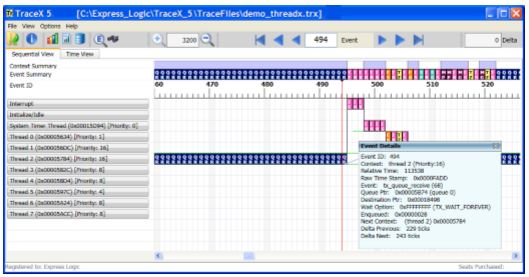 TraceX 5 [C:\Express_Logic\TraceX_5\TraceFiles\demo_threadx.trx]
File View Options Help
3200 494 Event 0 Delta
Sequential View Time View
Context Summary
Event Summary
Event ID 60 470 480 490 500 510 520
Interrupt
Initialize/Idle
System Timer Thread (0x00015D94) [Priority: 0]
Thread 0 (0x00005634) [Priority: 1]
Thread 1 (0x000056DC) [Priority: 16]
Thread 2 (0x00005784) [Priority: 16]
Thread 3 (0x0000582C) [Priority: 8]
Thread 4 (0x000058D4) [Priority: 8]
Thread 5 (0x0000597C) [Priority: 4]
Thread 6 (0x00005A24) [Priority: 8]
Thread 7 (0x00005ACC) [Priority: 8]
Event Details
Event ID: 494
Context: thread 2 (Priority:16)
Relative Time: 113538
Raw Time Stamp: 0x000FFADD
Event: tx_queue_receive (68)
Queue Ptr: 0x00005B74 (queue 0)
Destination Ptr: 0x00018498
Wait Option: 0xFFFFFFFF (TX_WAIT_FOREVER)
Enqueued: 0x00000028
Next Context: (thread 2) 0x00005784
Delta Previous: 229 ticks
Delta Next: 243 ticks
Registered to: Express Logic Seats Purchased: